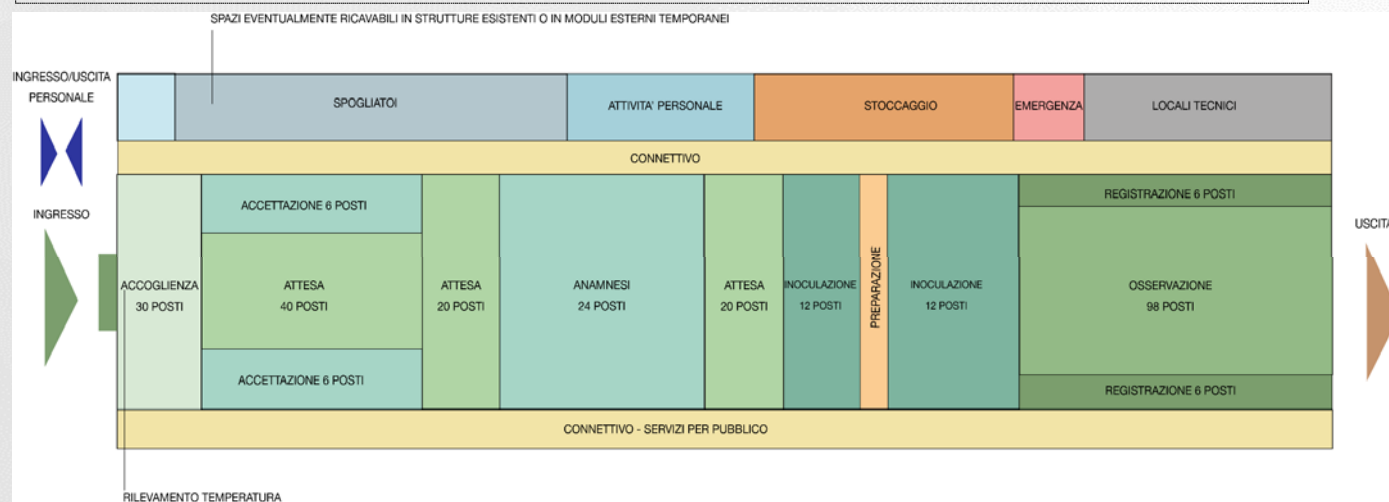 SPAZI EVENTUALMENTE RICAVABILI IN STRUTTURE ESISTENTI O IN MODULI ESTERNI TEMPORANEI
INGRESSO/USCITA
PERSONALE
SPOGLIATOI
ATTIVITA' PERSONALE
STOCCAGGIO
EMERGENZA
LOCALI TECNICI
CONNETTIVO
INGRESSO
ACCOGLIENZA
30 POSTI
ACCETTAZIONE 6 POSTI
ATTESA
40 POSTI
ACCETTAZIONE 6 POSTI
ATTESA
20 POSTI
ANAMNESI
24 POSTI
ATTESA
20 POSTI
INOCULAZIONE
12 POSTI
PREPARAZIONE
INOCULAZIONE
12 POSTI
REGISTRAZIONE 6 POSTI
OSSERVAZIONE
98 POSTI
REGISTRAZIONE 6 POSTI
USCITA
CONNETTIVO - SERVIZI PER PUBBLICO
RILEVAMENTO TEMPERATURA